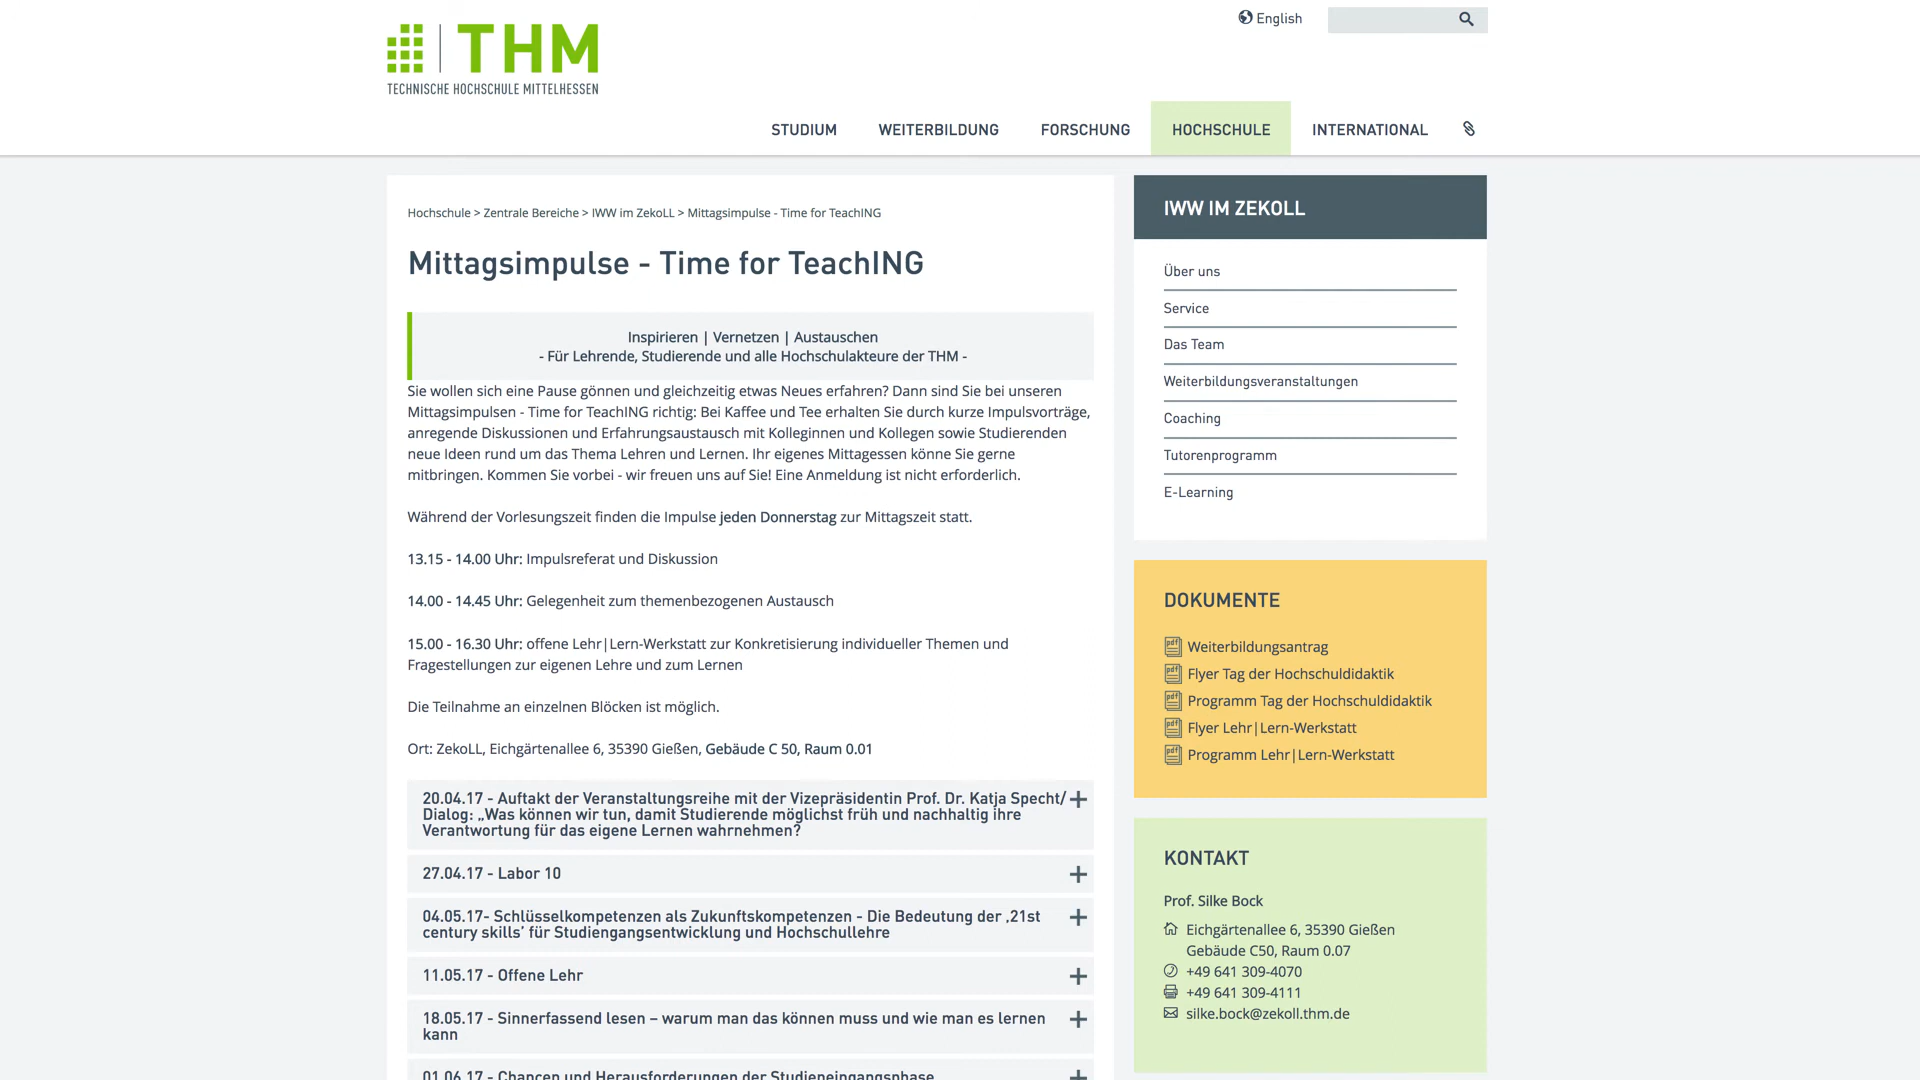 THM
TECHNISCHE HOCHSCHULE MITTELHESSEN
English
STUDIUM
WEITERBILDUNG
FORSCHUNG
HOCHSCHULE
INTERNATIONAL
Hochschule > Zentrale Bereiche > IWW im ZekoLL > Mittagsimpulse - Time for TeachING
Mittagsimpulse - Time for TeachING
Inspirieren | Vernetzen | Austauschen
- Für Lehrende, Studierende und alle Hochschulakteure der THM -
Sie wollen sich eine Pause gönnen und gleichzeitig etwas Neues erfahren? Dann sind Sie bei unseren
Mittagsimpulsen - Time for TeachING richtig: Bei Kaffee und Tee erhalten Sie durch kurze Impulsvorträge,
anregende Diskussionen und Erfahrungsaustausch mit Kolleginnen und Kollegen sowie Studierenden
neue Ideen rund um das Thema Lehren und Lernen. Ihr eigenes Mittagessen könne Sie gerne
mitbringen. Kommen Sie vorbei - wir freuen uns auf Sie! Eine Anmeldung ist nicht erforderlich.
Während der Vorlesungszeit finden die Impulse jeden Donnerstag zur Mittagszeit statt.
13.15 - 14.00 Uhr: Impulsreferat und Diskussion
14.00 - 14.45 Uhr: Gelegenheit zum themenbezogenen Austausch
15.00 - 16.30 Uhr: offene Lehr|Lern-Werkstatt zur Konkretisierung individueller Themen und
Fragestellungen zur eigenen Lehre und zum Lernen
Die Teilnahme an einzelnen Blöcken ist möglich.
Ort: ZekoLL, Eichgärtenallee 6, 35390 Gießen, Gebäude C 50, Raum 0.01
20.04.17 - Auftakt der Veranstaltungsreihe mit der Vizepräsidentin Prof. Dr. Katja Specht/
Dialog: „Was können wir tun, damit Studierende möglichst früh und nachhaltig ihre
Verantwortung für das eigene Lernen wahrnehmen?
27.04.17 - Labor 10
04.05.17- Schlüsselkompetenzen als Zukunftskompetenzen - Die Bedeutung der ‚21st
century skills’ für Studiengangsentwicklung und Hochschullehre
11.05.17 - Offene Lehr
18.05.17 - Sinnerfassend lesen – warum man das können muss und wie man es lernen
kann
01.06.17 - Chancen und Herausforderungen der Studieneingangsphase
IWW IM ZEKOLL
Über uns
Service
Das Team
Weiterbildungsveranstaltungen
Coaching
Tutorenprogramm
E-Learning
DOKUMENTE
pdf Weiterbildungsantrag
pdf Flyer Tag der Hochschuldidaktik
pdf Programm Tag der Hochschuldidaktik
pdf Flyer Lehr|Lern-Werkstatt
pdf Programm Lehr|Lern-Werkstatt
KONTAKT
Prof. Silke Bock
Eichgärtenallee 6, 35390 Gießen
Gebäude C50, Raum 0.07
+49 641 309-4070
+49 641 309-4111
silke.bock@zekoll.thm.de